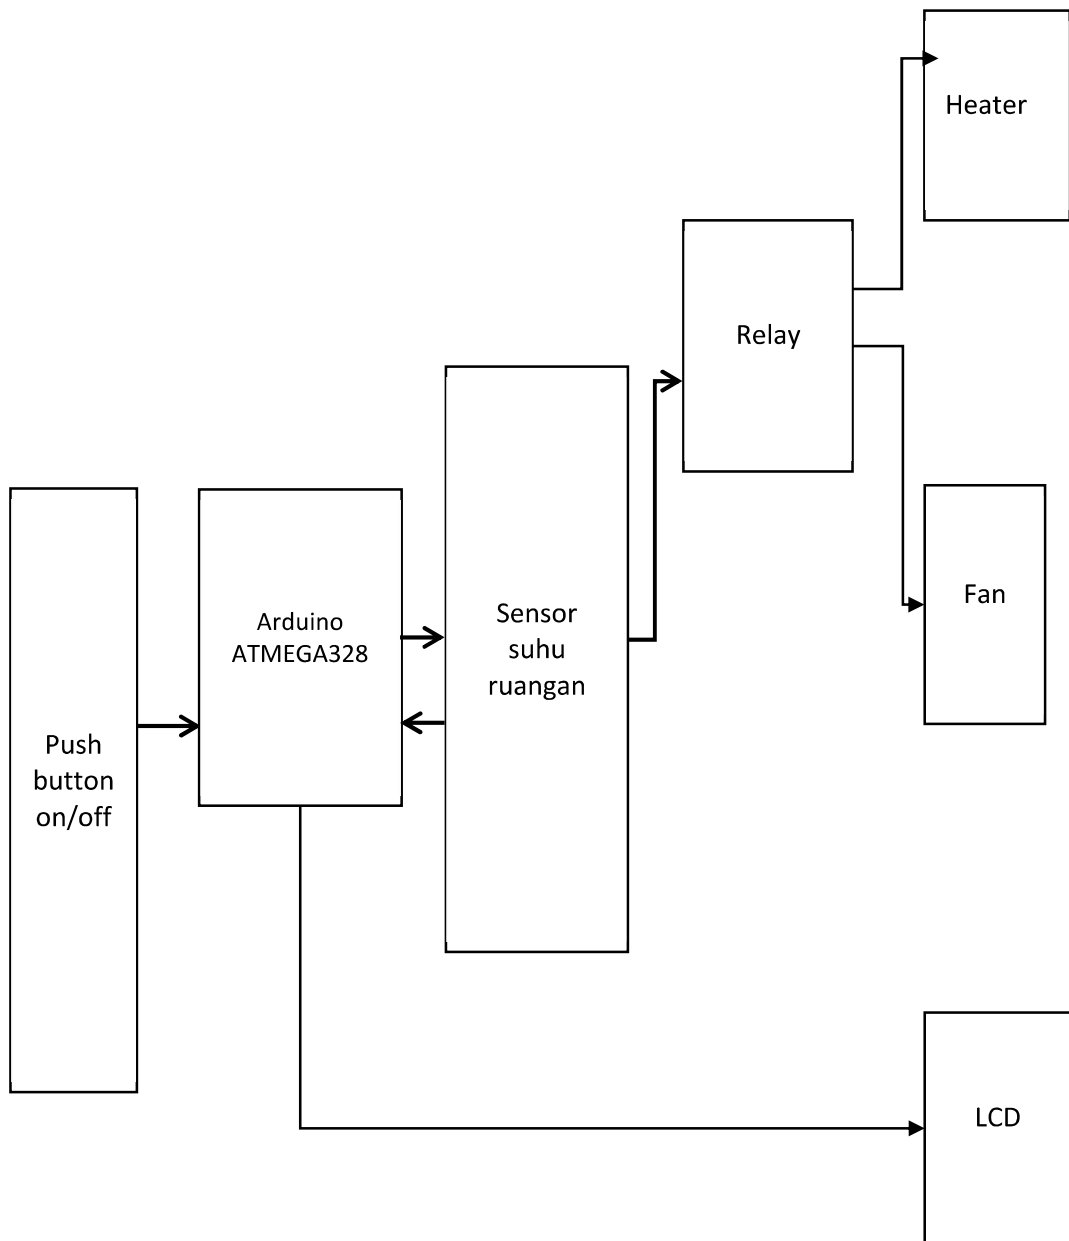 Heater
Relay
Fan
Sensor
suhu
ruangan
Arduino
ATMEGA328
Push
button
on/off
LCD